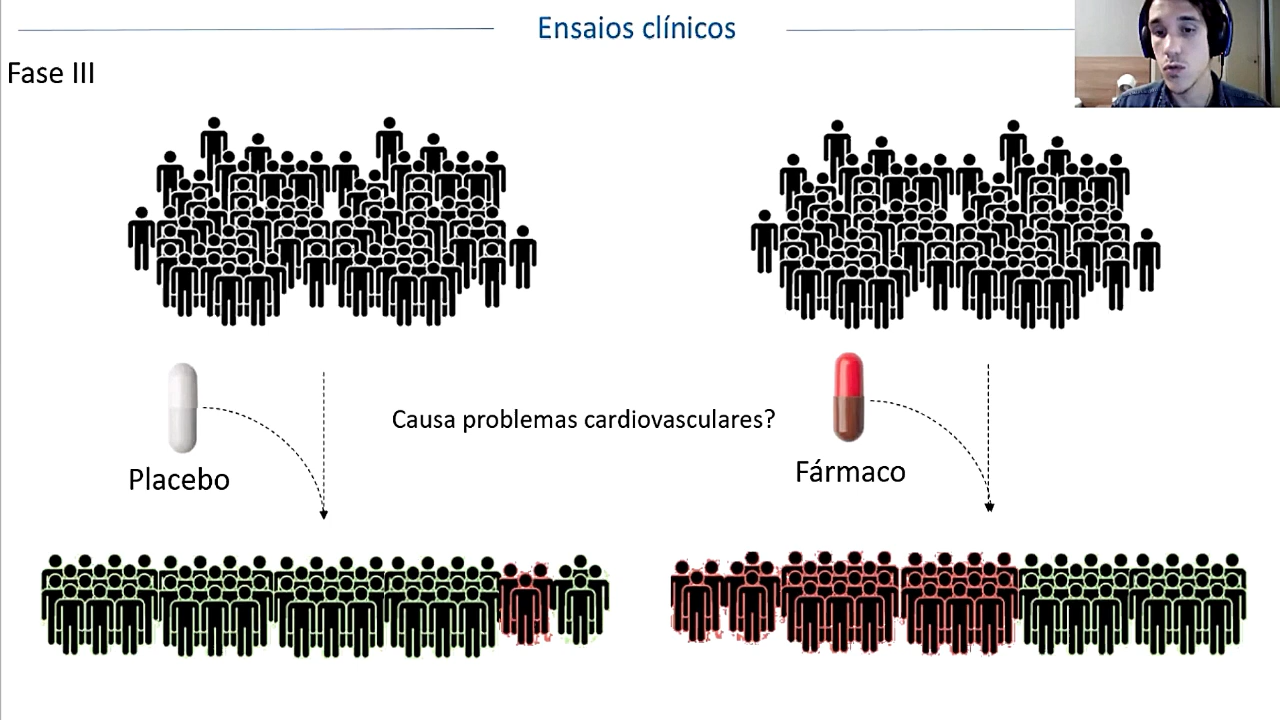 Ensaios clínicos
Fase III
Causa problemas cardiovasculares?
Placebo
Fármaco